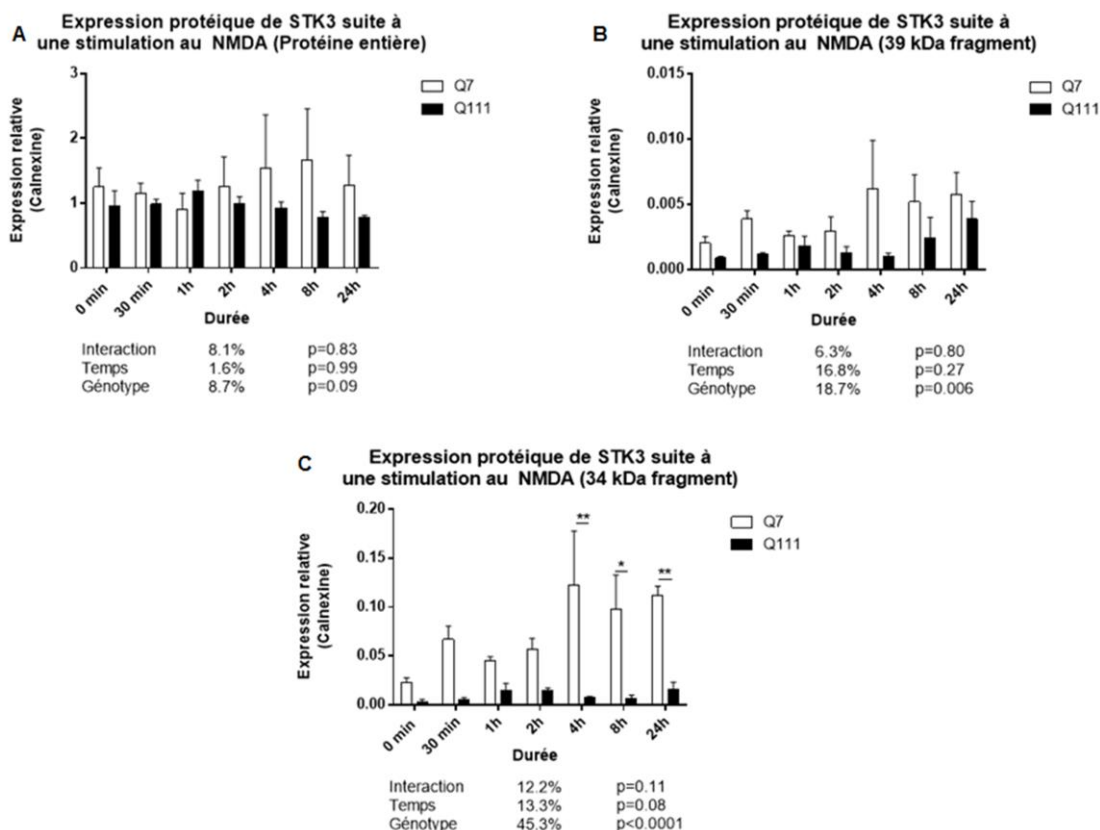 A
Expression protéique de STK3 suite à
une stimulation au NMDA (Protéine entière)
Expression relative
(Calnexine)
3
2
1
0
Q7
Q111
0 min
30 min
1h
2h
4h
8h
24h
Durée
Interaction 8.1% p=0.83
Temps 1.6% p=0.99
Génotype 8.7% p=0.09
B
Expression protéique de STK3 suite à
une stimulation au NMDA (39 kDa fragment)
Expression relative
(Calnexine)
0.015
0.010
0.005
0.000
Q7
Q111
0 min
30 min
1h
2h
4h
8h
24h
Durée
Interaction 6.3% p=0.80
Temps 16.8% p=0.27
Génotype 18.7% p=0.006
C
Expression protéique de STK3 suite à
une stimulation au NMDA (34 kDa fragment)
Expression relative
(Calnexine)
0.20
0.15
0.10
0.05
0.00
**
*
**
Q7
Q111
0 min
30 min
1h
2h
4h
8h
24h
Durée
Interaction 12.2% p=0.11
Temps 13.3% p=0.08
Génotype 45.3% p<0.0001